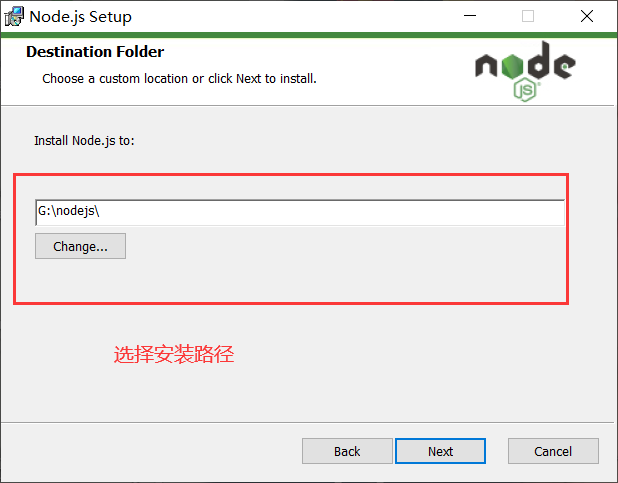 Node.js Setup
Destination Folder
Choose a custom location or click Next to install.
node
JS
Install Node.js to:
G:\nodejs\
Change...
选择安装路径
Back
Next
Cancel